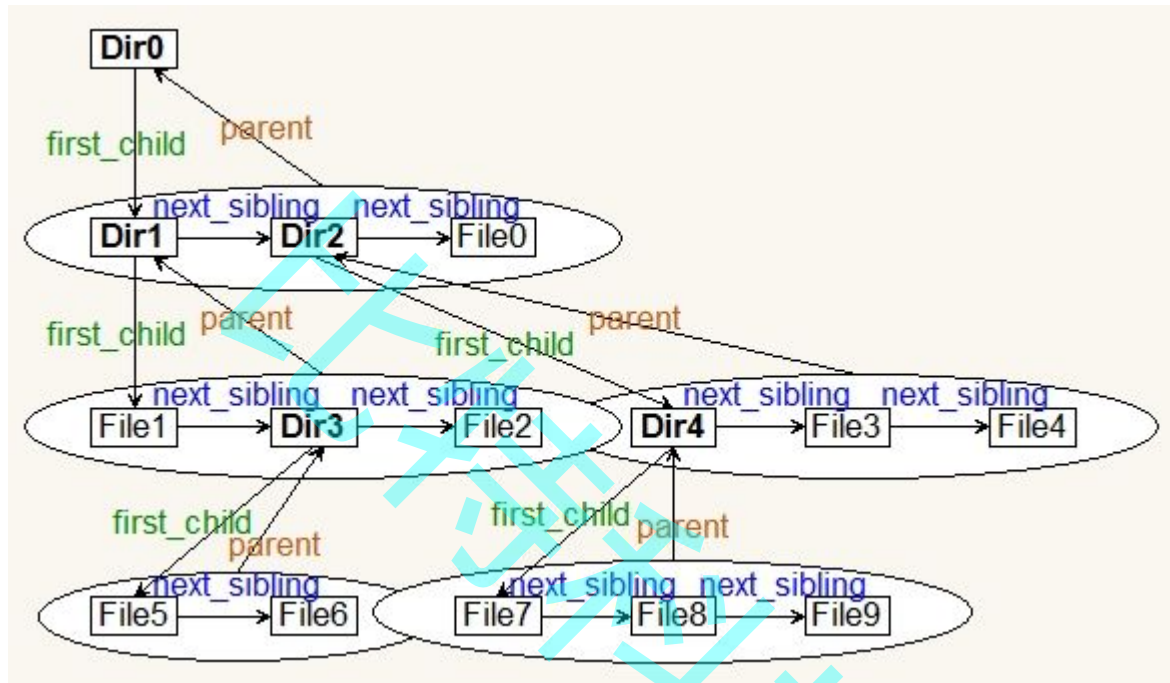 Dir0
first_child parent
next_sibling next_sibling
Dir1 Dir2 File0
first_child parent first_child parent
next_sibling next_sibling next_sibling next_sibling
File1 Dir3 File2 Dir4 File3 File4
first_child parent first_child parent
next_sibling next_sibling next_sibling
File5 File6 File7 File8 File9